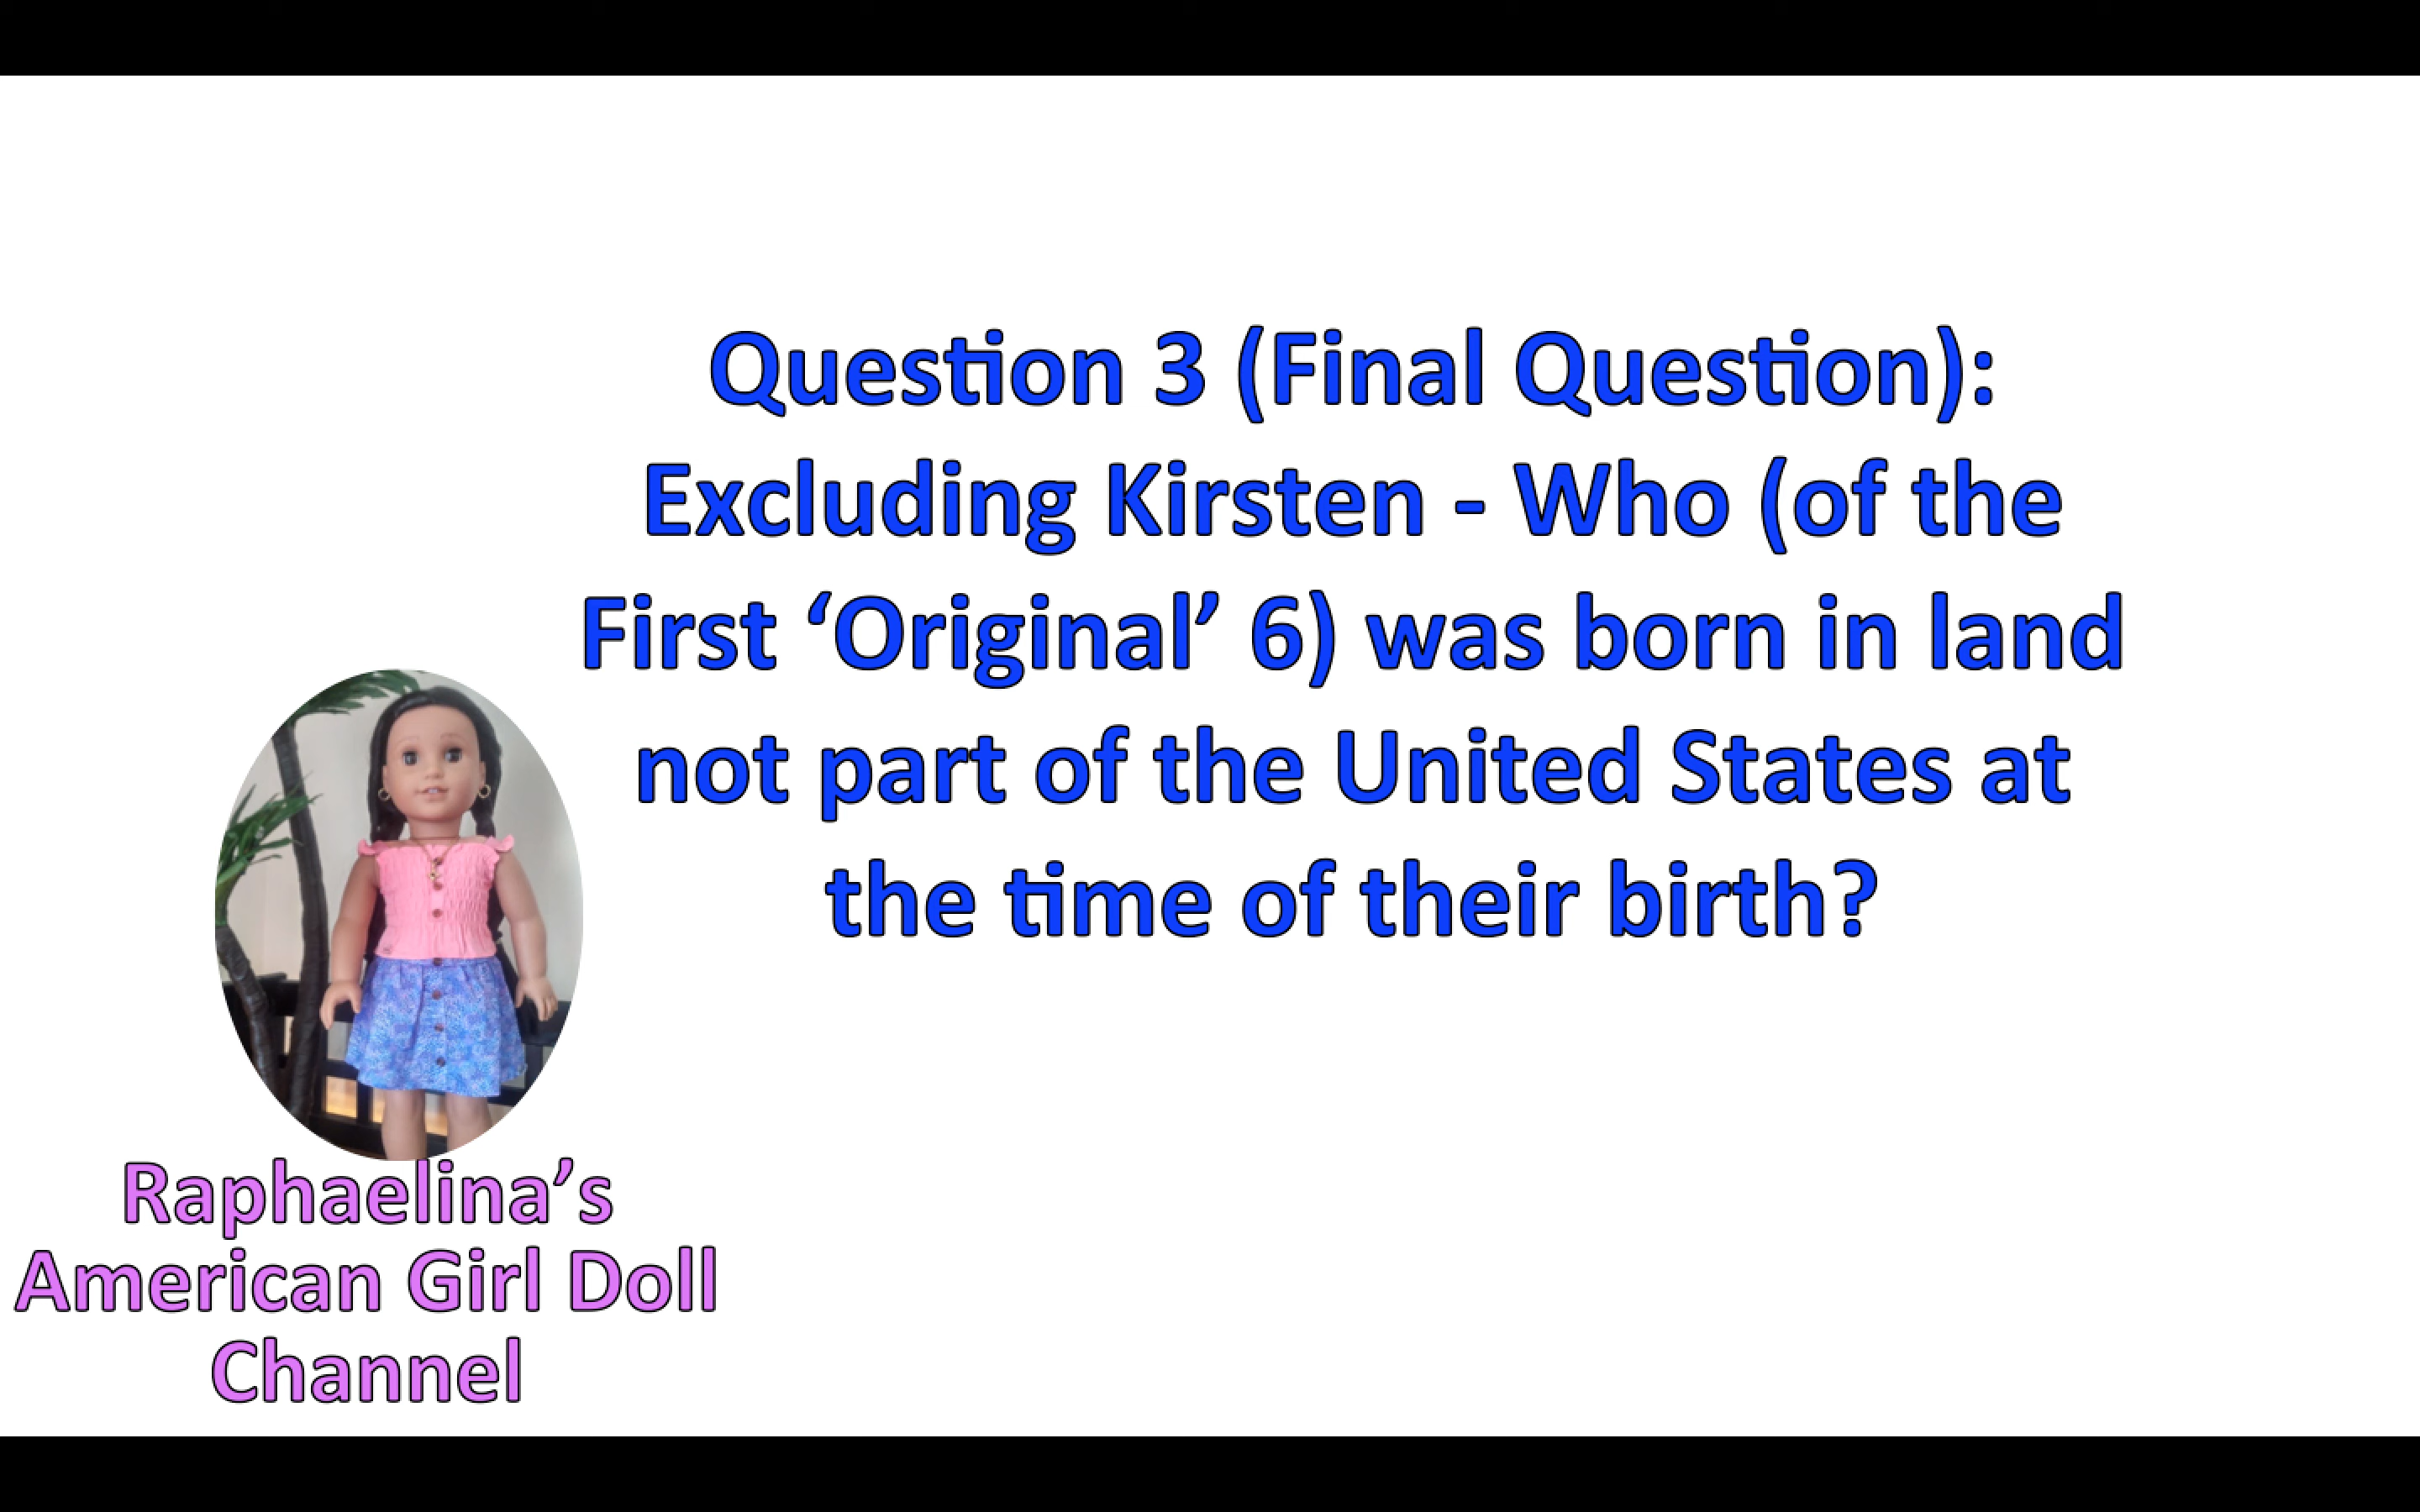 Question 3 (Final Question):
Excluding Kirsten - Who (of the
First ‘Original’ 6) was born in land
not part of the United States at
the time of their birth?
Raphaelina’s
American Girl Doll
Channel